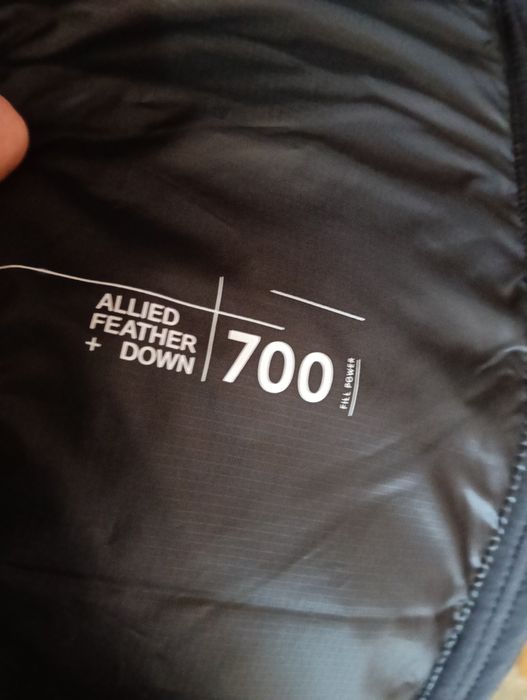 ALLIED
FEATHER
+ DOWN
700
FILL POWER